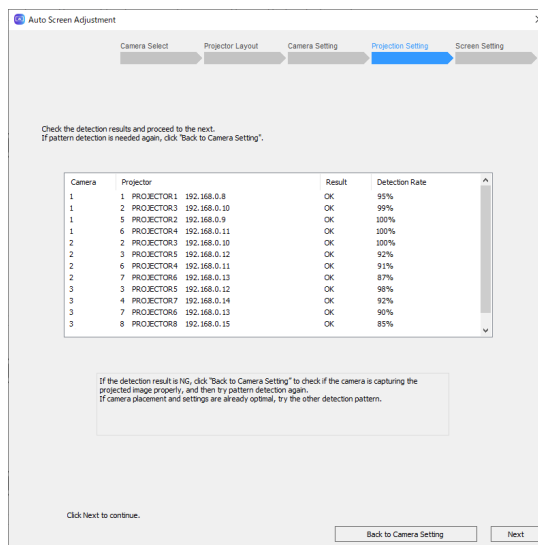 Auto Screen Adjustment
Camera Select Projector Layout Camera Setting Projection Setting Screen Setting
Check the detection results and proceed to the next.
If pattern detection is needed again, click "Back to Camera Setting".
Camera Projector Result Detection Rate
1 1 PROJECTOR1 192.168.0.8 OK 95%
1 2 PROJECTOR3 192.168.0.10 OK 99%
1 5 PROJECTOR2 192.168.0.9 OK 100%
1 6 PROJECTOR4 192.168.0.11 OK 100%
2 2 PROJECTOR3 192.168.0.10 OK 100%
2 3 PROJECTOR5 192.168.0.12 OK 92%
2 6 PROJECTOR4 192.168.0.11 OK 91%
2 7 PROJECTOR6 192.168.0.13 OK 87%
3 3 PROJECTOR5 192.168.0.12 OK 98%
3 4 PROJECTOR7 192.168.0.14 OK 92%
3 7 PROJECTOR6 192.168.0.13 OK 90%
3 8 PROJECTOR8 192.168.0.15 OK 85%
If the detection result is NG, click "Back to Camera Setting" to check if the camera is capturing the
projected image properly, and then try pattern detection again.
If camera placement and settings are already optimal, try the other detection pattern.
Click Next to continue.
Back to Camera Setting Next